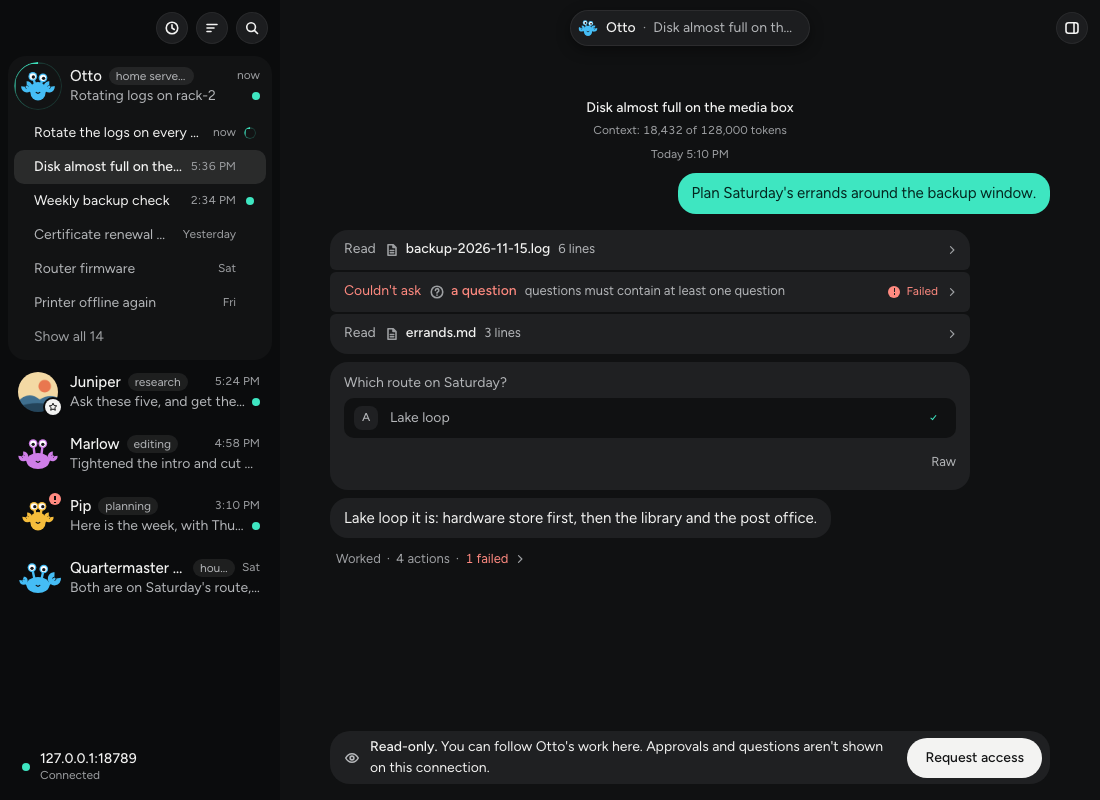 Otto home serve... now
Rotating logs on rack-2
Rotate the logs on every ... now
Disk almost full on the... 5:36 PM
Weekly backup check 2:34 PM
Certificate renewal ... Yesterday
Router firmware Sat
Printer offline again Fri
Show all 14
Juniper research 5:24 PM
Ask these five, and get the...
Marlow editing 4:58 PM
Tightened the intro and cut ...
Pip planning 3:10 PM
Here is the week, with Thu...
Quartermaster ... hou... Sat
Both are on Saturday's route,...
127.0.0.1:18789
Connected
Otto · Disk almost full on th...
Disk almost full on the media box
Context: 18,432 of 128,000 tokens
Today 5:10 PM
Plan Saturday's errands around the backup window.
Read backup-2026-11-15.log 6 lines
Couldn't ask a question questions must contain at least one question Failed
Read errands.md 3 lines
Which route on Saturday?
A Lake loop
Raw
Lake loop it is: hardware store first, then the library and the post office.
Worked · 4 actions · 1 failed
Read-only. You can follow Otto's work here. Approvals and questions aren't shown
on this connection.
Request access